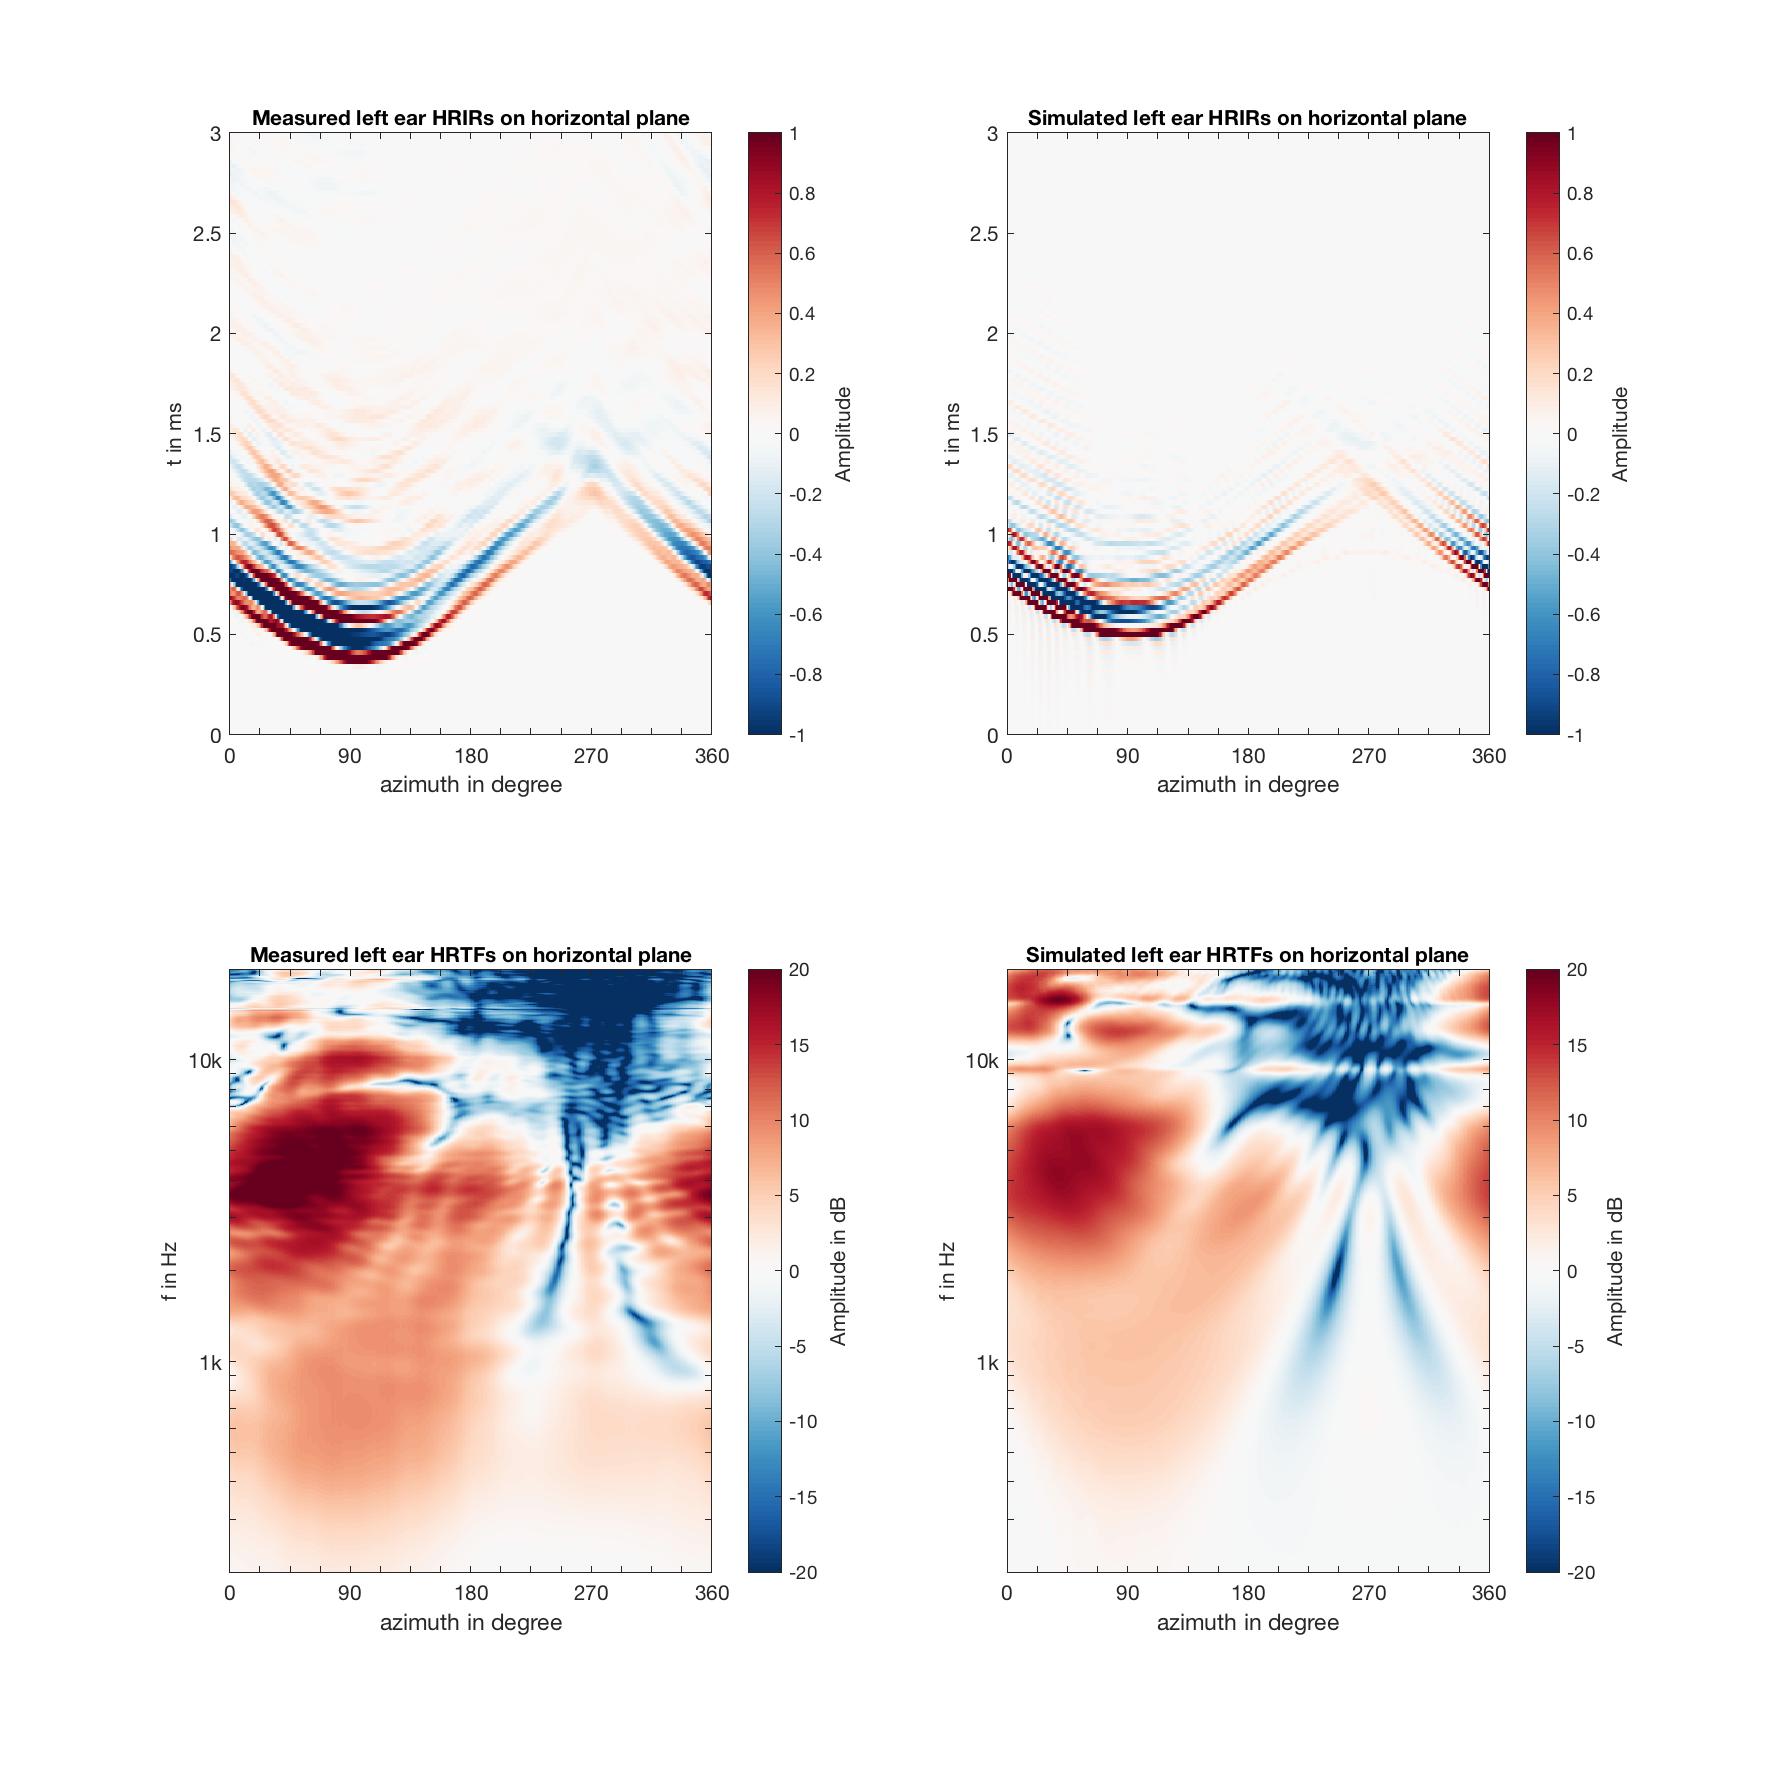 Measured left ear HRIRs on horizontal plane
3
2.5
2
1.5
1
0.5
0
t in ms
0 90 180 270 360
azimuth in degree
1
0.8
0.6
0.4
0.2
0
-0.2
-0.4
-0.6
-0.8
-1
Amplitude
Simulated left ear HRIRs on horizontal plane
3
2.5
2
1.5
1
0.5
0
t in ms
0 90 180 270 360
azimuth in degree
1
0.8
0.6
0.4
0.2
0
-0.2
-0.4
-0.6
-0.8
-1
Amplitude
Measured left ear HRTFs on horizontal plane
10k
1k
f in Hz
0 90 180 270 360
azimuth in degree
20
15
10
5
0
-5
-10
-15
-20
Amplitude in dB
Simulated left ear HRTFs on horizontal plane
10k
1k
f in Hz
0 90 180 270 360
azimuth in degree
20
15
10
5
0
-5
-10
-15
-20
Amplitude in dB